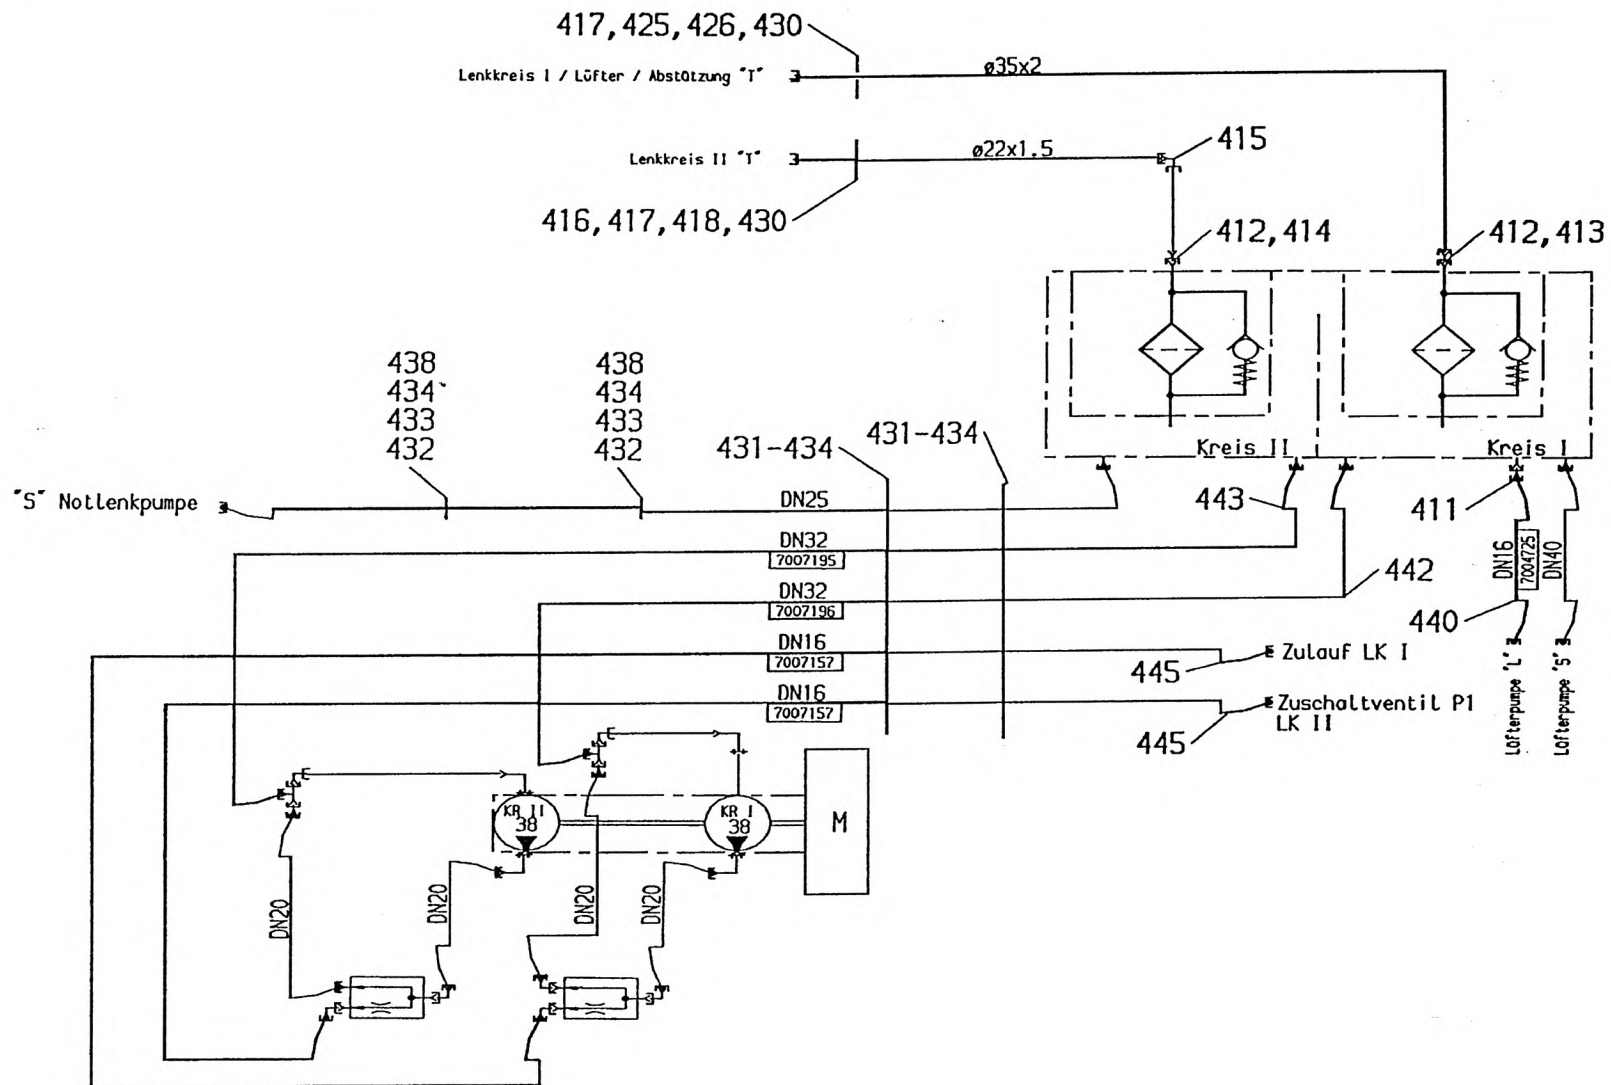 417, 425, 426, 430
Lenkkreis I / Lüfter / Abstützung "T"
ø35x2
Lenkkreis II "T"
ø22x1.5
415
416, 417, 418, 430
412, 414
412, 413
438
434
433
432
438
434
433
432
431-434
431-434
Kreis II
Kreis I
"S" Notlenkpumpe
DN25
443
411
DN32
7007195
DN16
7004725
DN40
DN32
7007196
442
440
DN16
7007157
445
Zulauf LK I
Lüfterpumpe "L"
Lüfterpumpe "S"
DN16
7007157
445
Zuschaltventil P1
LK II
KR II
38
KR I
38
M
DN20
DN20
DN20
DN20